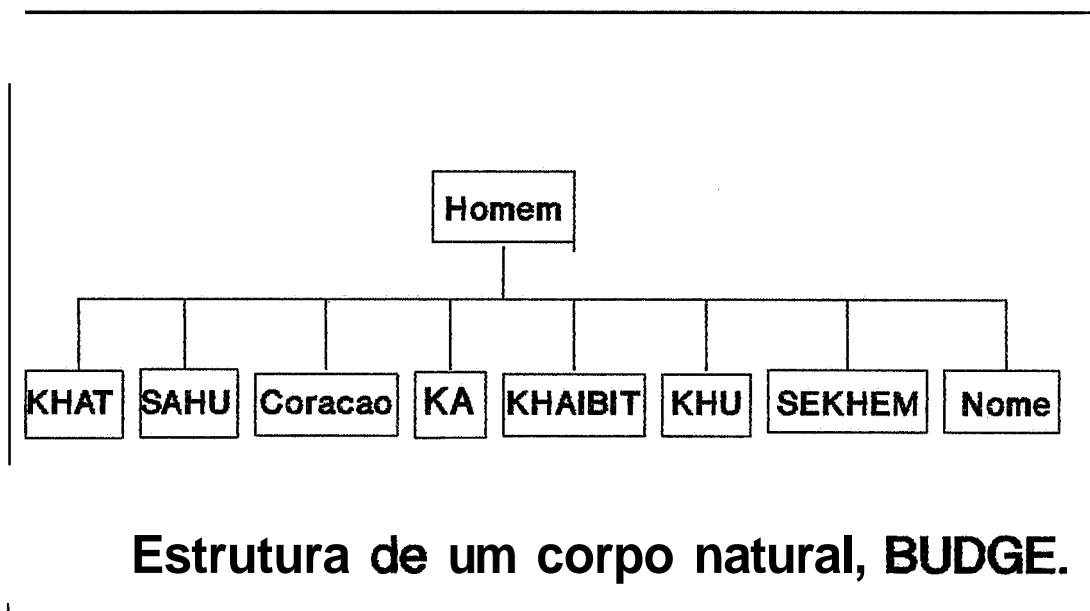 Homem
KHAT SAHU Coracao KA KHAIBIT KHU SEKHEM Nome
Estrutura de um corpo natural, BUDGE.